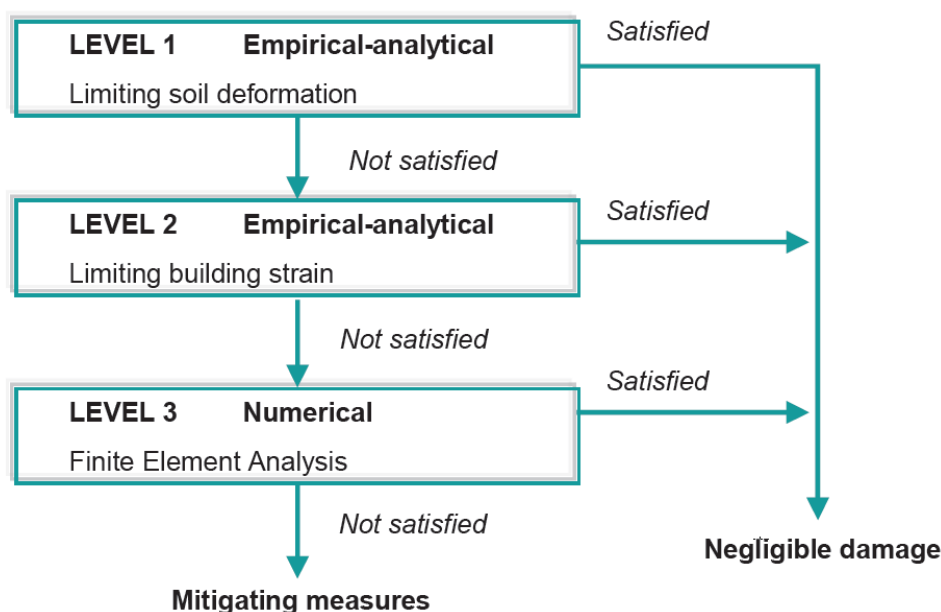 LEVEL 1 Empirical-analytical
Satisfied
Limiting soil deformation
Not satisfied
LEVEL 2 Empirical-analytical
Satisfied
Limiting building strain
Not satisfied
LEVEL 3 Numerical
Satisfied
Finite Element Analysis
Not satisfied
Negligible damage
Mitigating measures